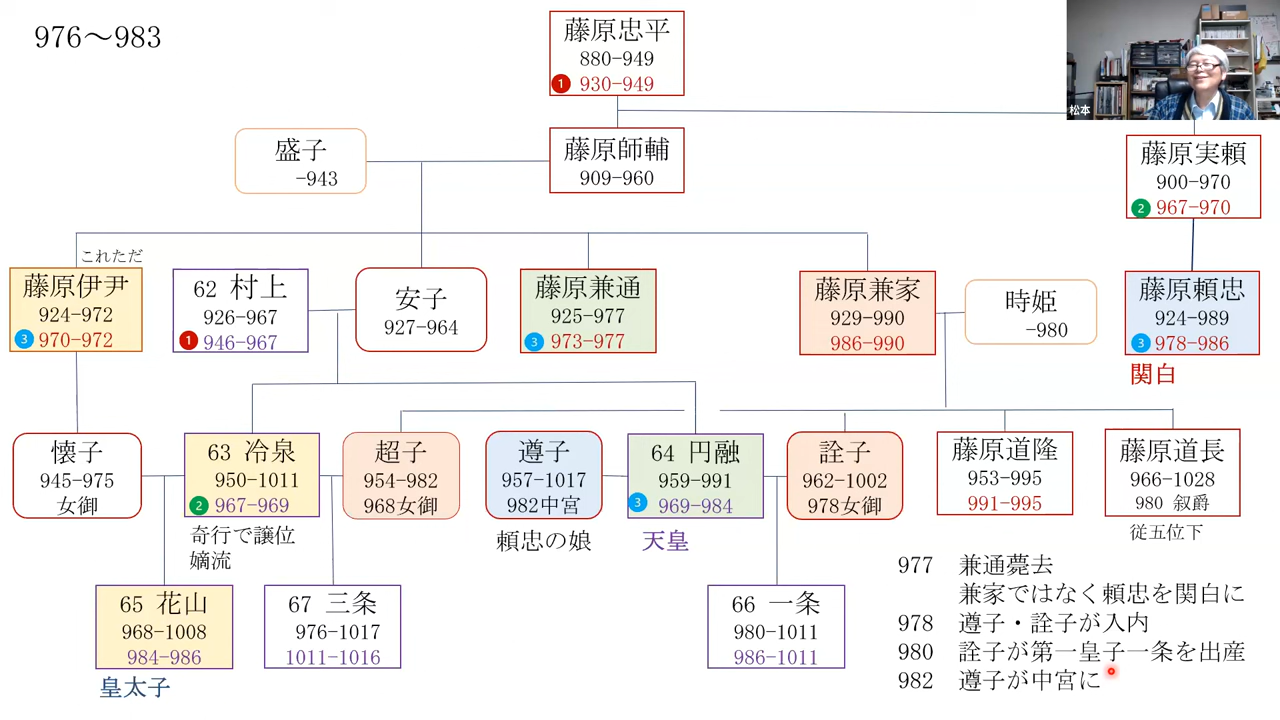 976～983
藤原忠平
880-949
1 930-949
松本
盛子
-943
藤原師輔
909-960
藤原実頼
900-970
2 967-970
これただ
藤原伊尹
924-972
3 970-972
62 村上
926-967
1 946-967
安子
927-964
藤原兼通
925-977
3 973-977
藤原兼家
929-990
986-990
時姫
-980
藤原頼忠
924-989
3 978-986
関白
懐子
945-975
女御
63 冷泉
950-1011
2 967-969
奇行で譲位
嫡流
超子
954-982
968女御
遵子
957-1017
982中宮
頼忠の娘
64 円融
959-991
3 969-984
天皇
詮子
962-1002
978女御
藤原道隆
953-995
991-995
藤原道長
966-1028
980 叙爵
従五位下
65 花山
968-1008
984-986
皇太子
67 三条
976-1017
1011-1016
66 一条
980-1011
986-1011
977 兼通薨去
兼家ではなく頼忠を関白に
978 遵子・詮子が入内
980 詮子が第一皇子一条を出産
982 遵子が中宮に